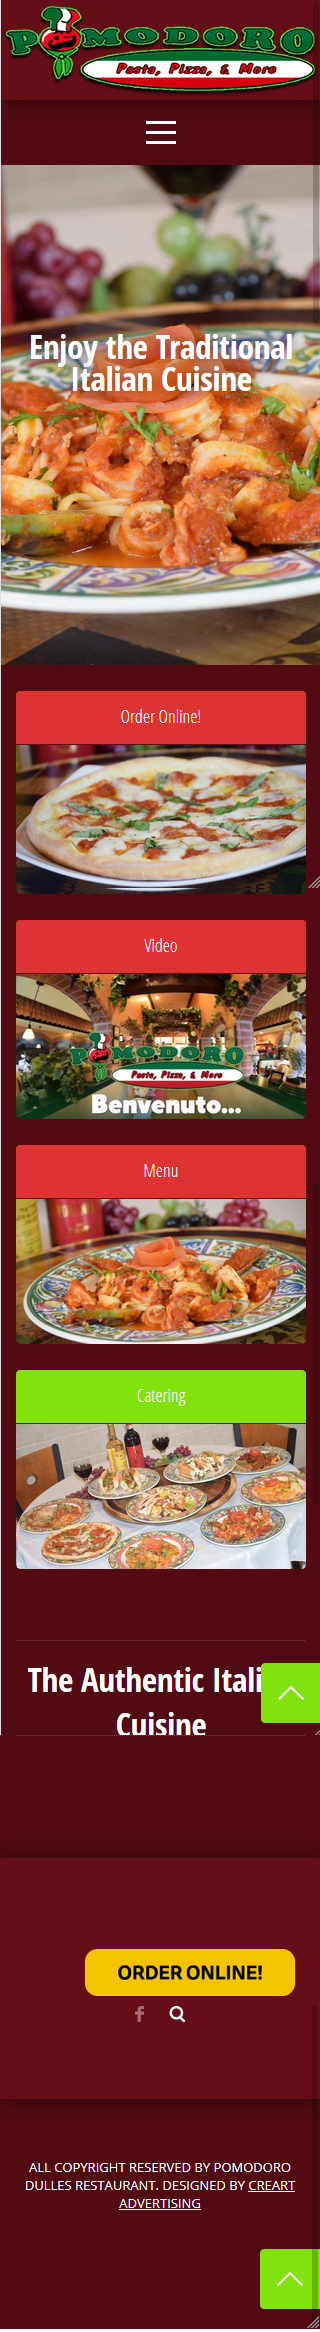 POMODORO
Pasta, Pizza, & More
Enjoy the Traditional
Italian Cuisine
Order Online!
Video
POMODORO
Pasta, Pizza, & More
Benvenuto...
Menu
Catering
The Authentic Itali
Cuisine
ORDER ONLINE!
ALL COPYRIGHT RESERVED BY POMODORO
DULLES RESTAURANT. DESIGNED BY CREART
ADVERTISING